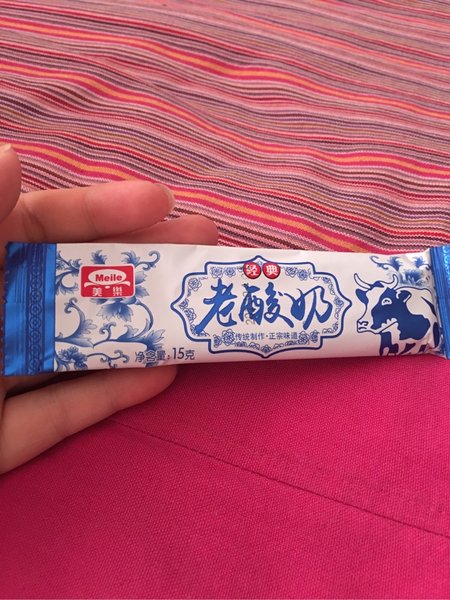 Meile
美樂
经典
老酸奶
传统制作·正宗味道
净含量:15克